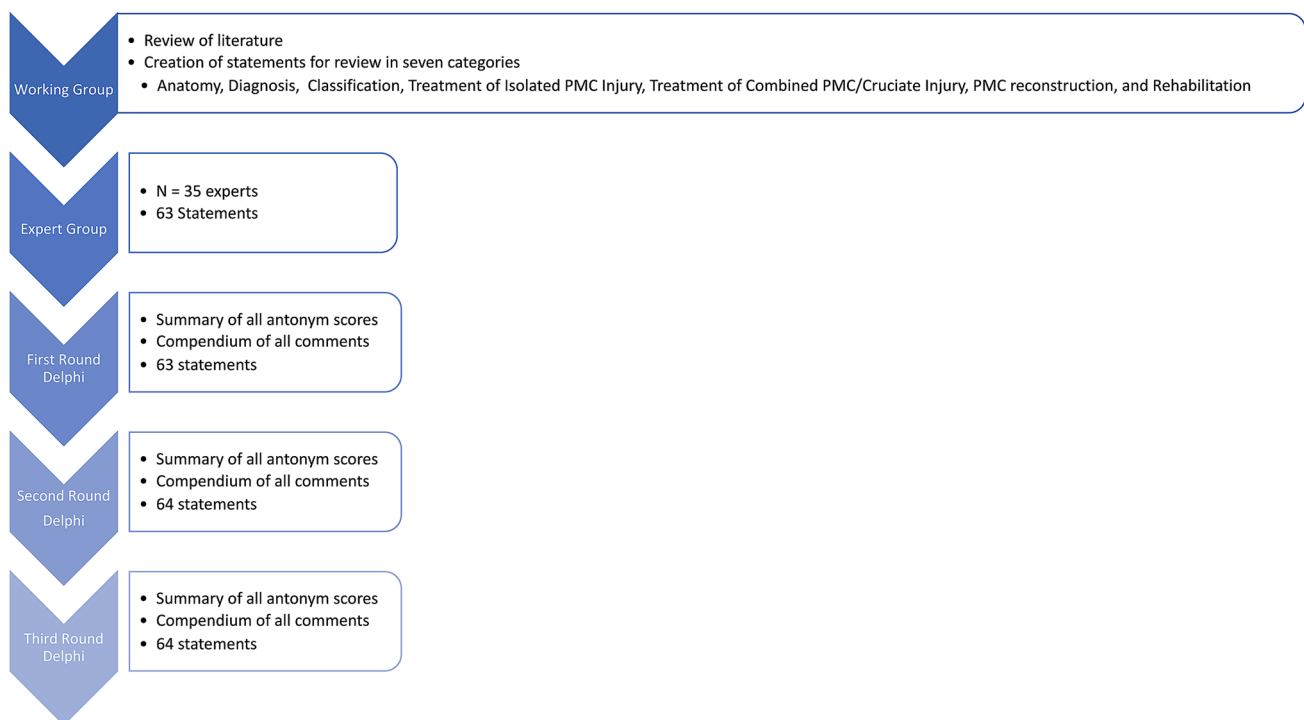 Working Group
• Review of literature
• Creation of statements for review in seven categories
• Anatomy, Diagnosis, Classification, Treatment of Isolated PMC Injury, Treatment of Combined PMC/Cruciate Injury, PMC reconstruction, and Rehabilitation
Expert Group
• N = 35 experts
• 63 Statements
First Round
Delphi
• Summary of all antonym scores
• Compendium of all comments
• 63 statements
Second Round
Delphi
• Summary of all antonym scores
• Compendium of all comments
• 64 statements
Third Round
Delphi
• Summary of all antonym scores
• Compendium of all comments
• 64 statements